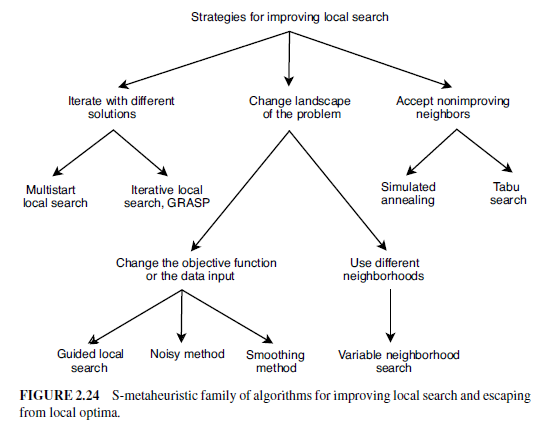 Strategies for improving local search
Iterate with different
solutions
Change landscape
of the problem
Accept nonimproving
neighbors
Multistart
local search
Iterative local
search, GRASP
Simulated
annealing
Tabu
search
Change the objective function
or the data input
Use different
neighborhoods
Guided local
search
Noisy method
Smoothing
method
Variable neighborhood
search
FIGURE 2.24 S-metaheuristic family of algorithms for improving local search and escaping
from local optima.